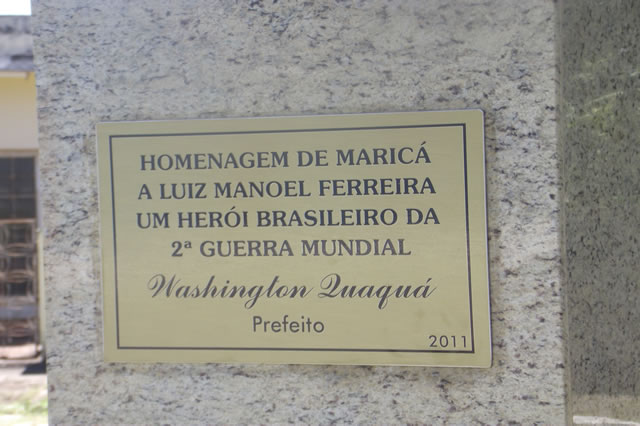 HOMENAGEM DE MARICÁ
A LUIZ MANOEL FERREIRA
UM HERÓI BRASILEIRO DA
2ª GUERRA MUNDIAL
Washington Quaquá
Prefeito
2011